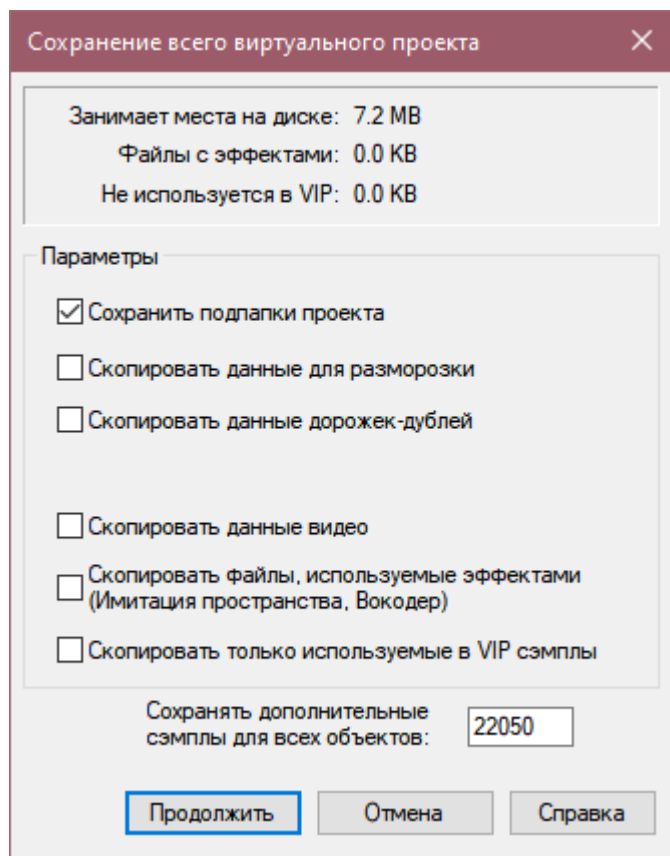 Сохранение всего виртуального проекта
Занимает места на диске: 7.2 MB
Файлы с эффектами: 0.0 KB
Не используется в VIP: 0.0 KB
Параметры
Сохранить подпапки проекта
Скопировать данные для разморозки
Скопировать данные дорожек-дублей
Скопировать данные видео
Скопировать файлы, используемые эффектами
(Имитация пространства, Вокодер)
Скопировать только используемые в VIP сэмплы
Сохранять дополнительные
сэмплы для всех объектов: 22050
Продолжить Отмена Справка